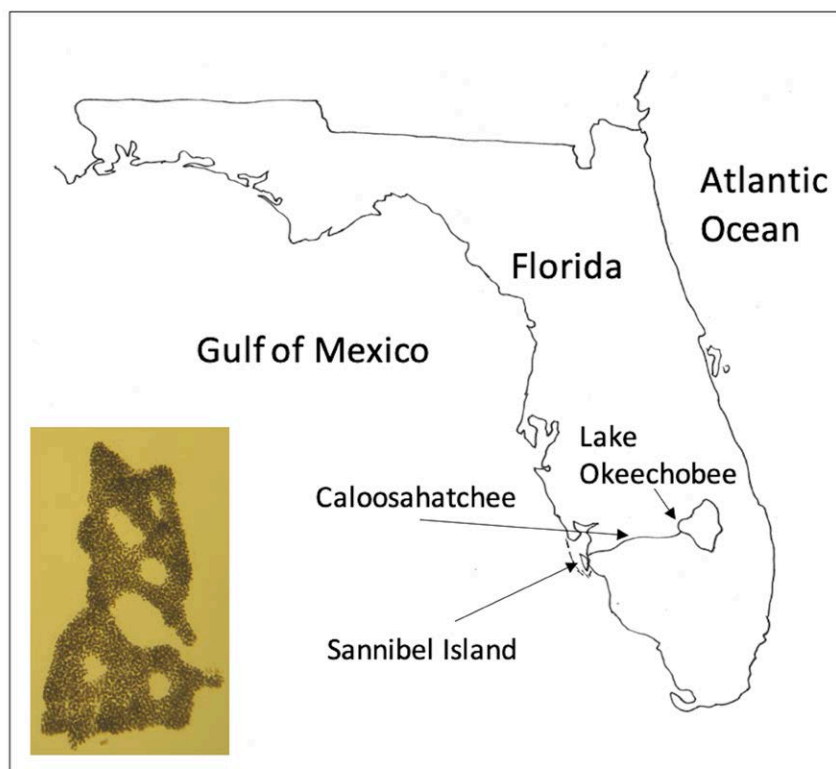 Atlantic
Ocean
Florida
Gulf of Mexico
Lake
Okeechobee
Caloosahatchee
Sannibel Island